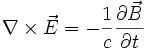 ∇ × E⃗ = −(1/c) ∂B⃗/∂t